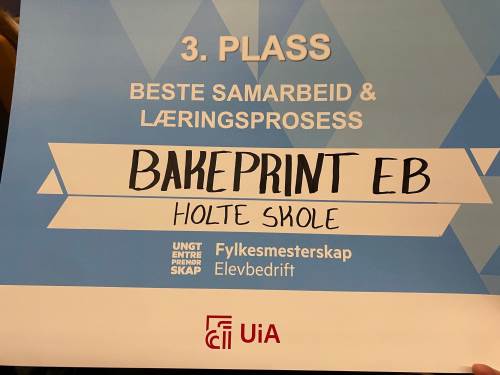 3. PLASS
BESTE SAMARBEID &
LÆRINGSPROSESS
BAKEPRINT EB
HOLTE SKOLE
UNGT
ENTRE
PRENØR
SKAP
Fylkesmesterskap
Elevbedrift
UiA